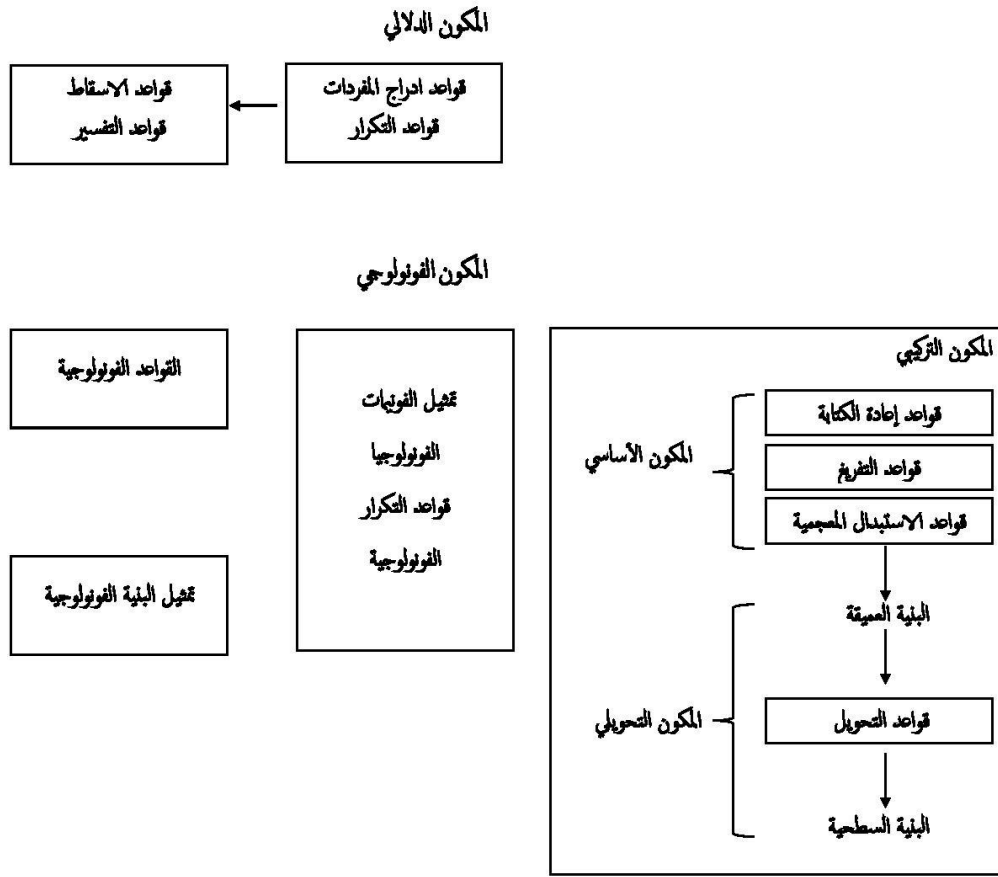 المكون الدلالي
قواعد ادراج المفردات
قواعد التكرار
قواعد الاسقاط
قواعد التفسير
المكون الفونولوجي
المكون التركيبي
قواعد إعادة الكتابة
قواعد التفريغ
قواعد الاستبدال المعجمية
المكون الأساسي
البنية العميقة
قواعد التحويل
المكون التحويلي
البنية السطحية
تمثيل الفونيمات
الفونولوجيا
قواعد التكرار
الفونولوجية
القواعد الفونولوجية
تمثيل البنية الفونولوجية